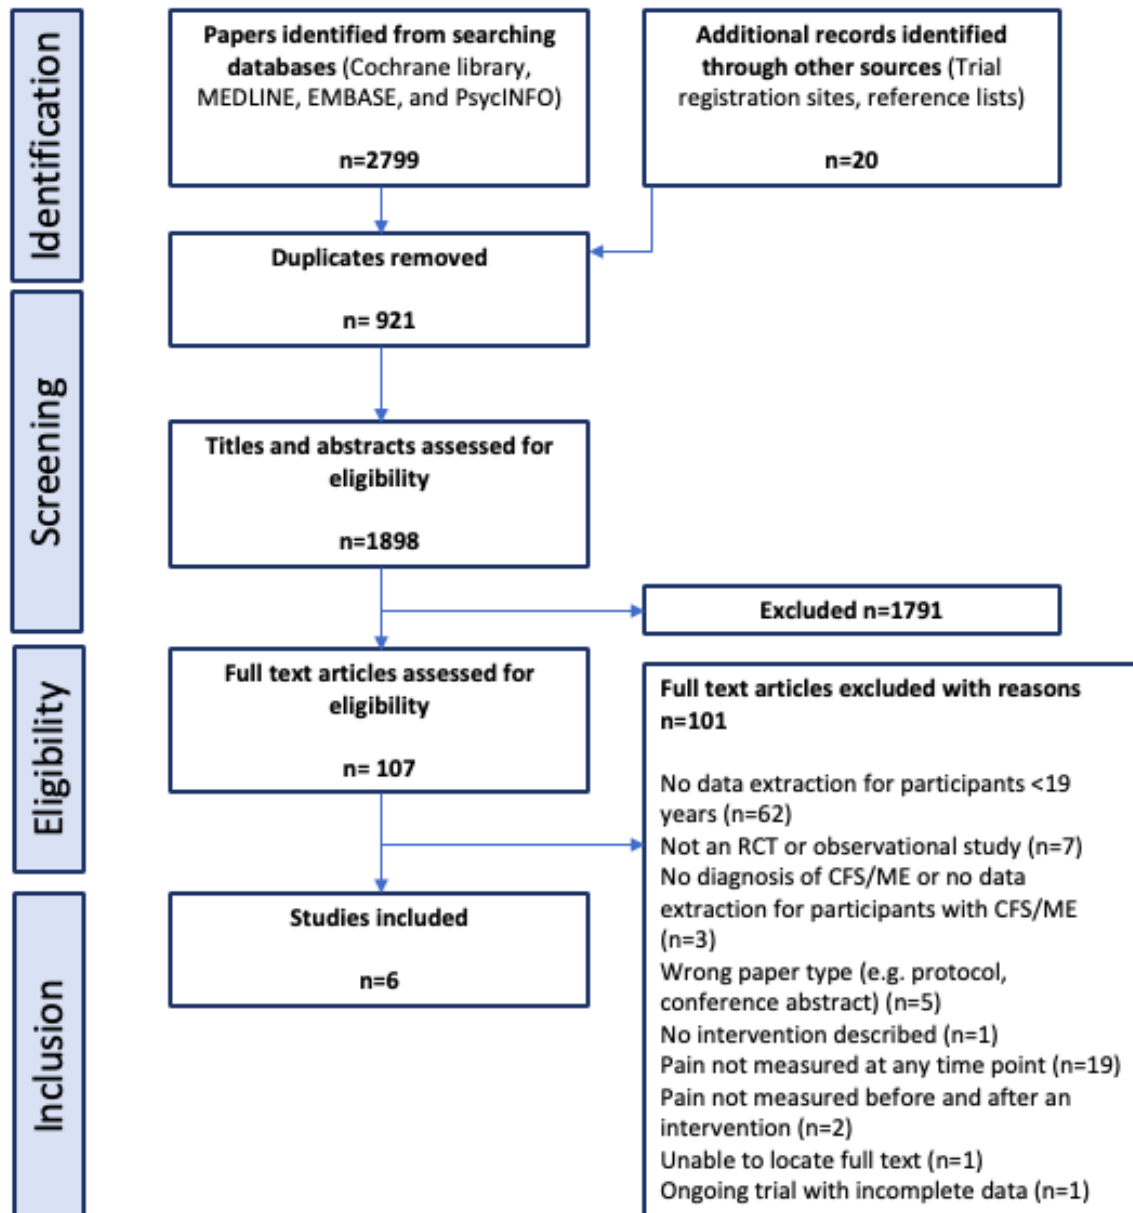 Identification
Papers identified from searching
databases (Cochrane library,
MEDLINE, EMBASE, and PsycINFO)
n=2799
Additional records identified
through other sources (Trial
registration sites, reference lists)
n=20
Duplicates removed
n= 921
Screening
Titles and abstracts assessed for
eligibility
n=1898
Excluded n=1791
Eligibility
Full text articles assessed for
eligibility
n= 107
Full text articles excluded with reasons
n=101
No data extraction for participants <19
years (n=62)
Not an RCT or observational study (n=7)
No diagnosis of CFS/ME or no data
extraction for participants with CFS/ME
(n=3)
Wrong paper type (e.g. protocol,
conference abstract) (n=5)
No intervention described (n=1)
Pain not measured at any time point (n=19)
Pain not measured before and after an
intervention (n=2)
Unable to locate full text (n=1)
Ongoing trial with incomplete data (n=1)
Inclusion
Studies included
n=6